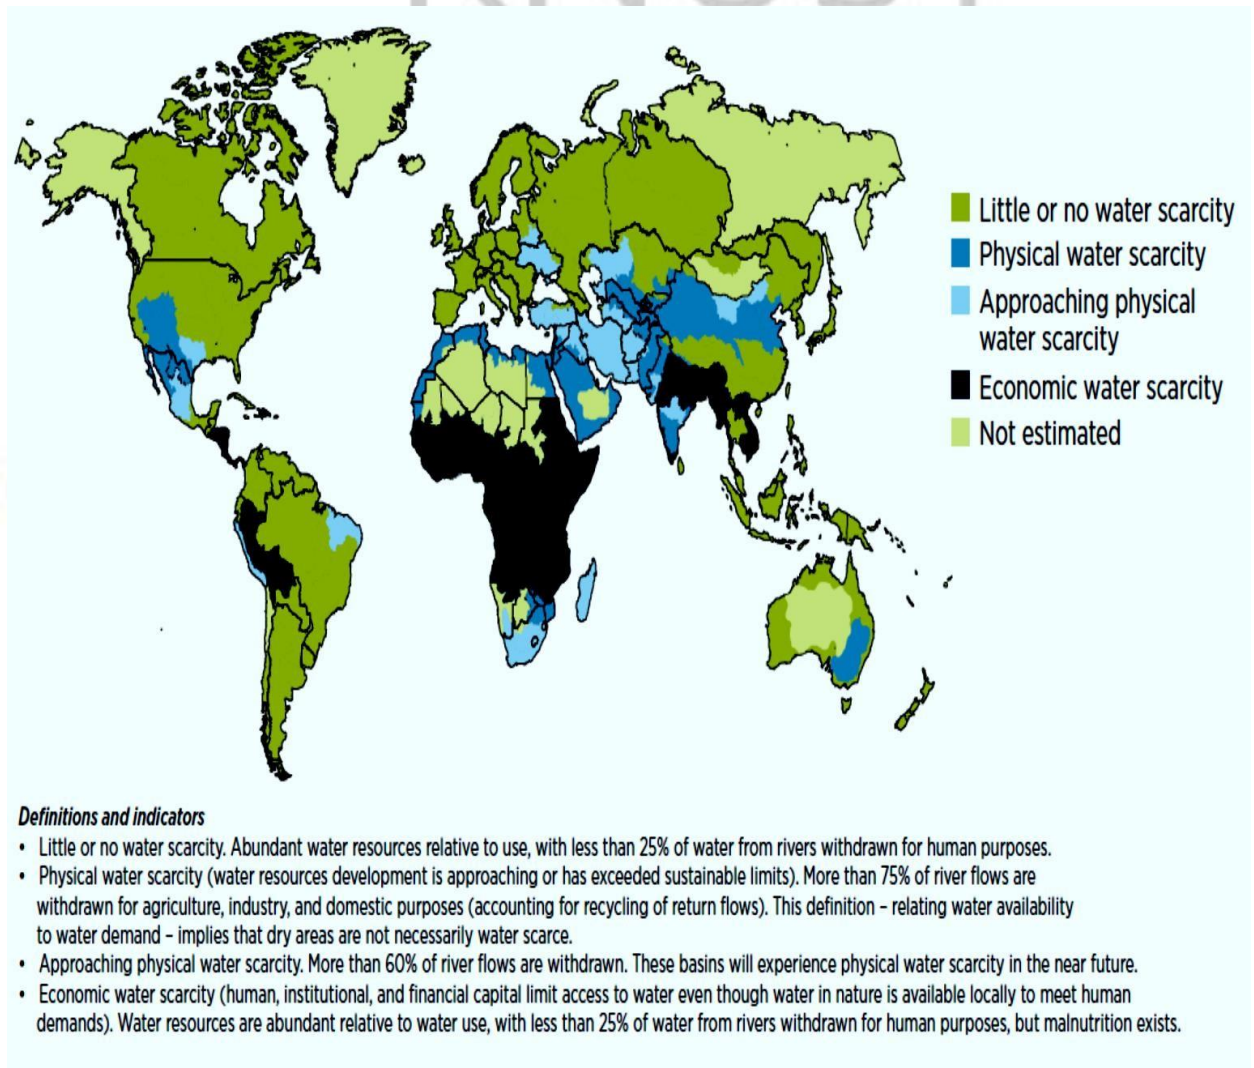 Little or no water scarcity
Physical water scarcity
Approaching physical
water scarcity
Economic water scarcity
Not estimated
Definitions and indicators
• Little or no water scarcity. Abundant water resources relative to use, with less than 25% of water from rivers withdrawn for human purposes.
• Physical water scarcity (water resources development is approaching or has exceeded sustainable limits). More than 75% of river flows are
withdrawn for agriculture, industry, and domestic purposes (accounting for recycling of return flows). This definition – relating water availability
to water demand – implies that dry areas are not necessarily water scarce.
• Approaching physical water scarcity. More than 60% of river flows are withdrawn. These basins will experience physical water scarcity in the near future.
• Economic water scarcity (human, institutional, and financial capital limit access to water even though water in nature is available locally to meet human
demands). Water resources are abundant relative to water use, with less than 25% of water from rivers withdrawn for human purposes, but malnutrition exists.